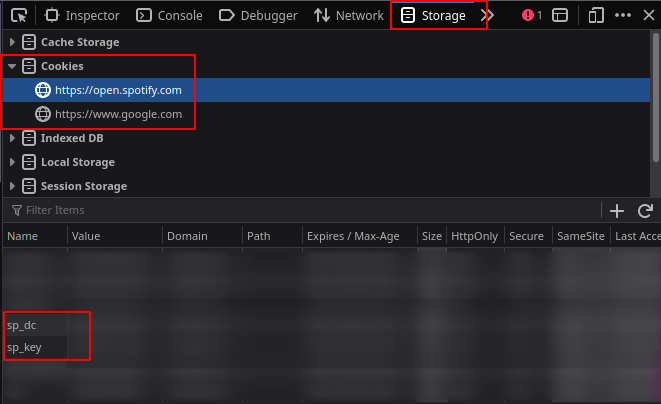 Inspector Console Debugger Network Storage 1
Cache Storage
Cookies
https://open.spotify.com
https://www.google.com
Indexed DB
Local Storage
Session Storage
Filter Items
Name Value Domain Path Expires / Max-Age Size HttpOnly Secure SameSite Last Acce
sp_dc
sp_key